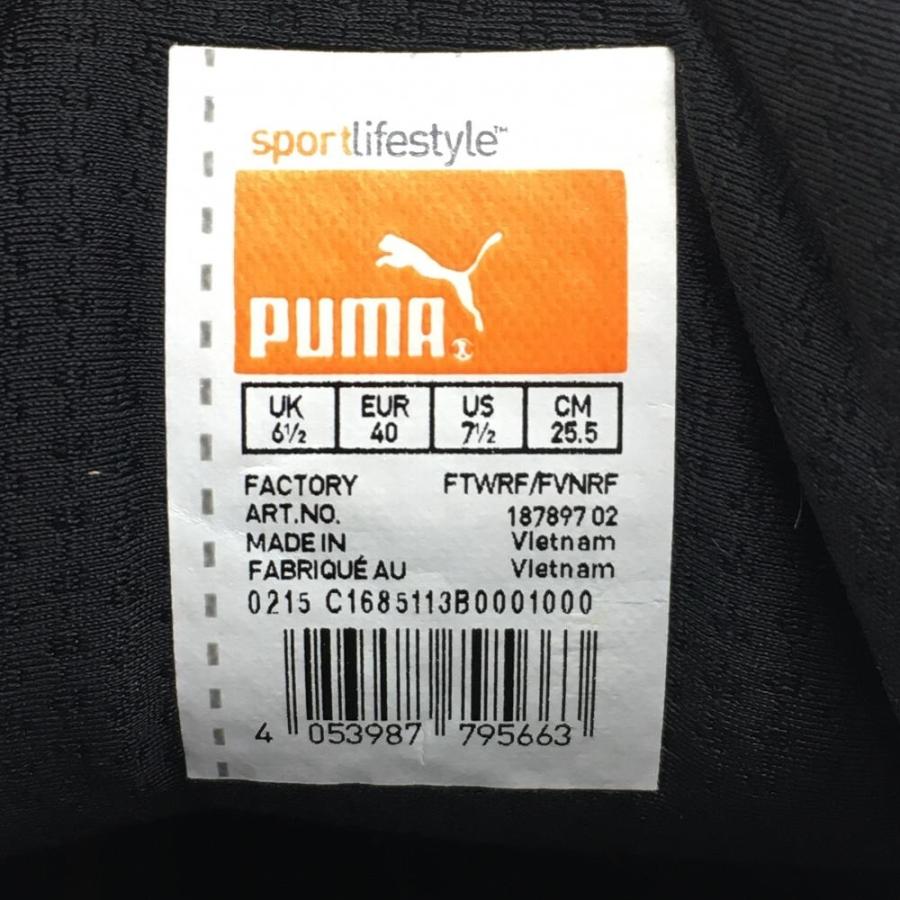 sportlifestyle™
PUMA
UK EUR US CM
6½ 40 7½ 25.5
FACTORY FTWRF/FVNRF
ART.NO. 187897 02
MADE IN Vietnam
FABRIQUÉ AU Vietnam
0215 C1685113B0001000
4 053987 795663